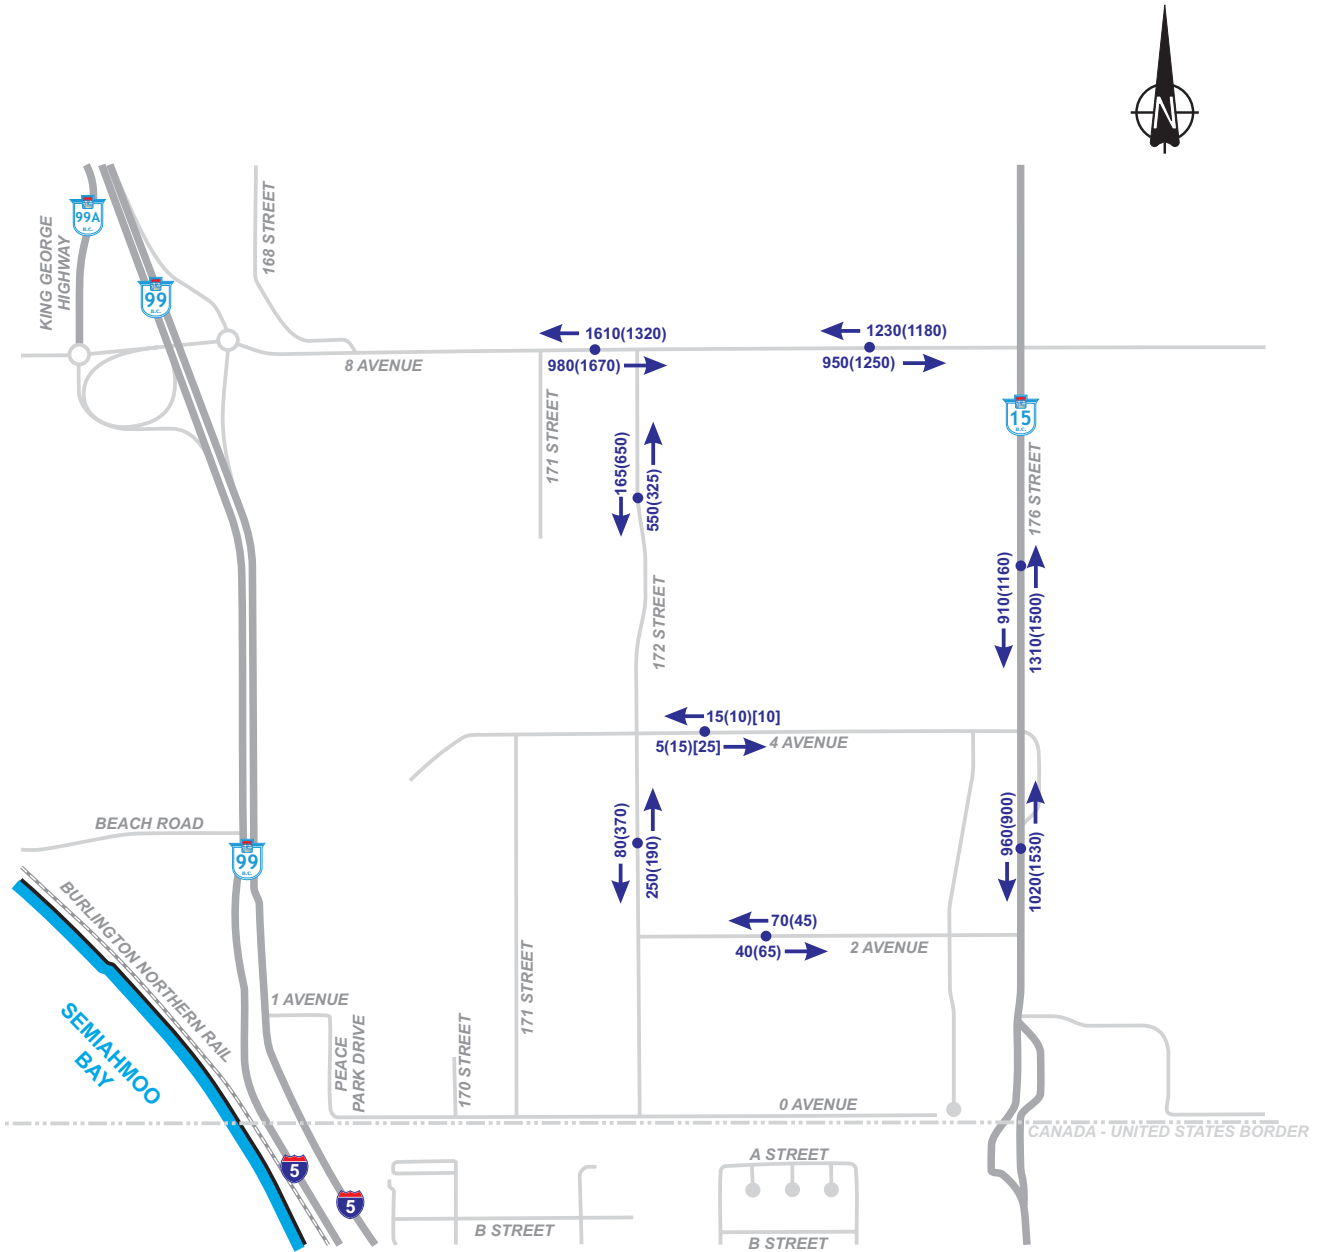 N
99A
B.C.
KING GEORGE
HIGHWAY
168 STREET
99
B.C.
1610(1320)
1230(1180)
8 AVENUE
980(1670)
950(1250)
171 STREET
165(650)
550(325)
15
B.C.
176 STREET
172 STREET
910(1160)
1310(1500)
15(10)[10]
5(15)[25]
4 AVENUE
BEACH ROAD
99
B.C.
80(370)
250(190)
960(900)
1020(1530)
70(45)
40(65)
2 AVENUE
BURLINGTON NORTHERN RAIL
SEMIAHMOO
BAY
1 AVENUE
PEACE
PARK DRIVE
170 STREET
171 STREET
0 AVENUE
CANADA - UNITED STATES BORDER
5
5
A STREET
B STREET
B STREET